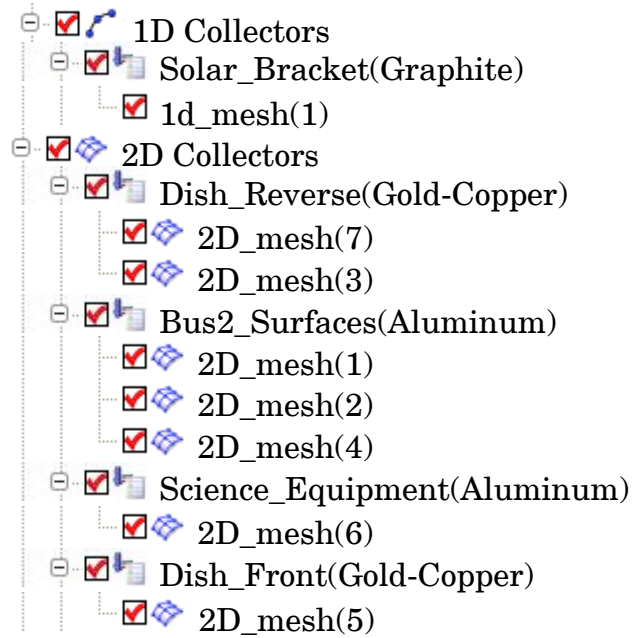 1D Collectors
Solar_Bracket(Graphite)
1d_mesh(1)
2D Collectors
Dish_Reverse(Gold-Copper)
2D_mesh(7)
2D_mesh(3)
Bus2_Surfaces(Aluminum)
2D_mesh(1)
2D_mesh(2)
2D_mesh(4)
Science_Equipment(Aluminum)
2D_mesh(6)
Dish_Front(Gold-Copper)
2D_mesh(5)